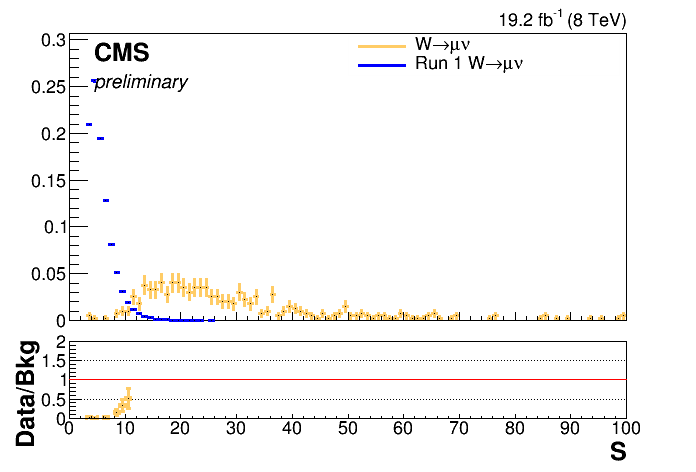 19.2 fb⁻¹ (8 TeV)
CMS
preliminary
W→μν
Run 1 W→μν
0.3
0.25
0.2
0.15
0.1
0.05
0
Data/Bkg
2
1.5
1
0.5
0
0 10 20 30 40 50 60 70 80 90 100
S